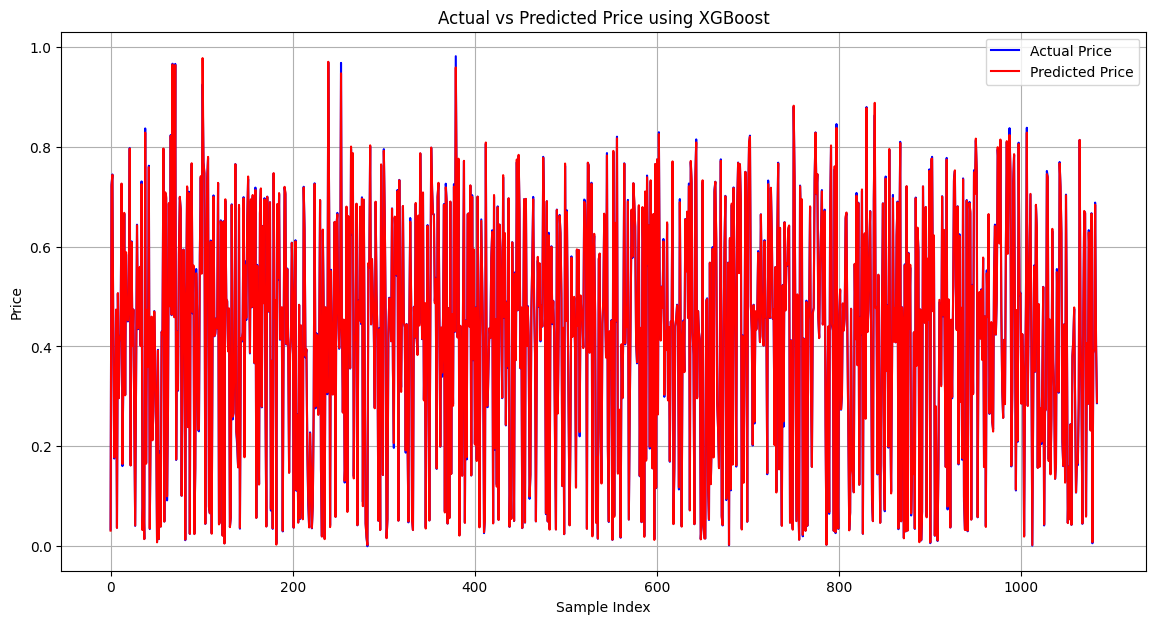 Actual vs Predicted Price using XGBoost
Actual Price
Predicted Price
1.0
0.8
0.6
0.4
0.2
0.0
Price
0
200
400
600
800
1000
Sample Index